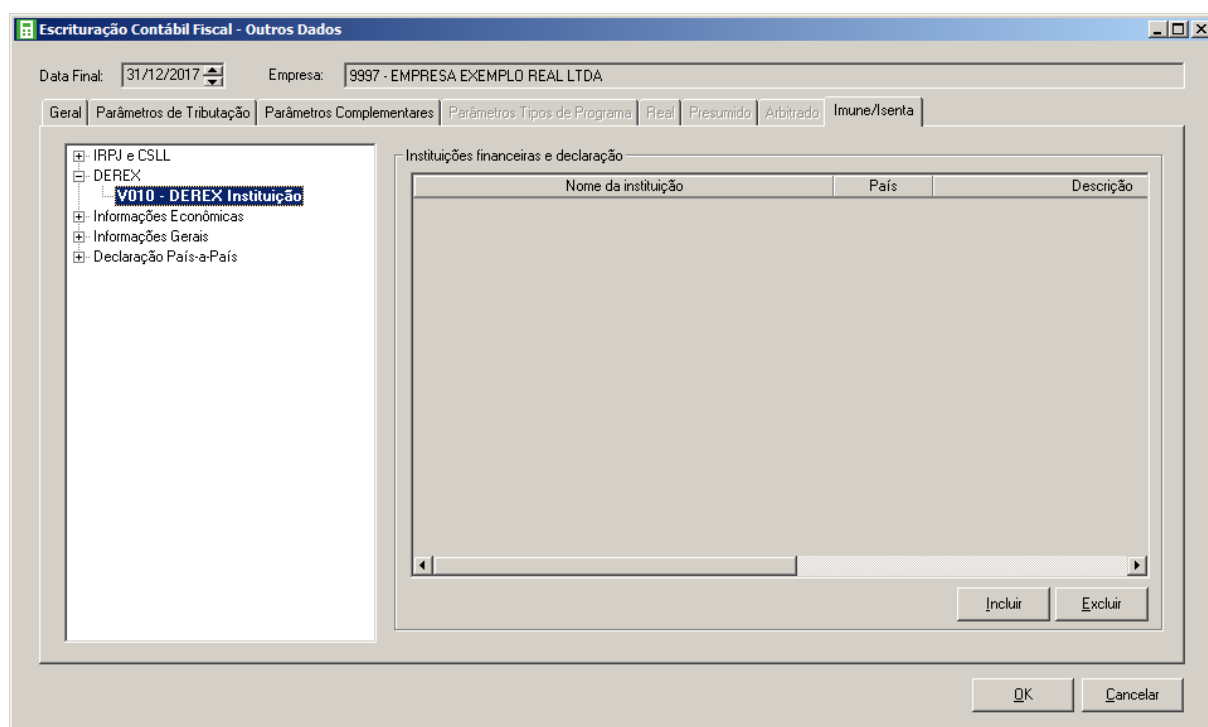 Escrituração Contábil Fiscal - Outros Dados
Data Final: 31/12/2017 Empresa: 9997 - EMPRESA EXEMPLO REAL LTDA
Geral Parâmetros de Tributação Parâmetros Complementares Parâmetros Tipos de Programa Real Presumido Arbitrado Imune/Isenta
IRPJ e CSLL
DEREX
V010 - DEREX Instituição
Informações Econômicas
Informações Gerais
Declaração País-a-País
Instituições financeiras e declaração
Nome da instituição País Descrição
Incluir Excluir
OK Cancelar